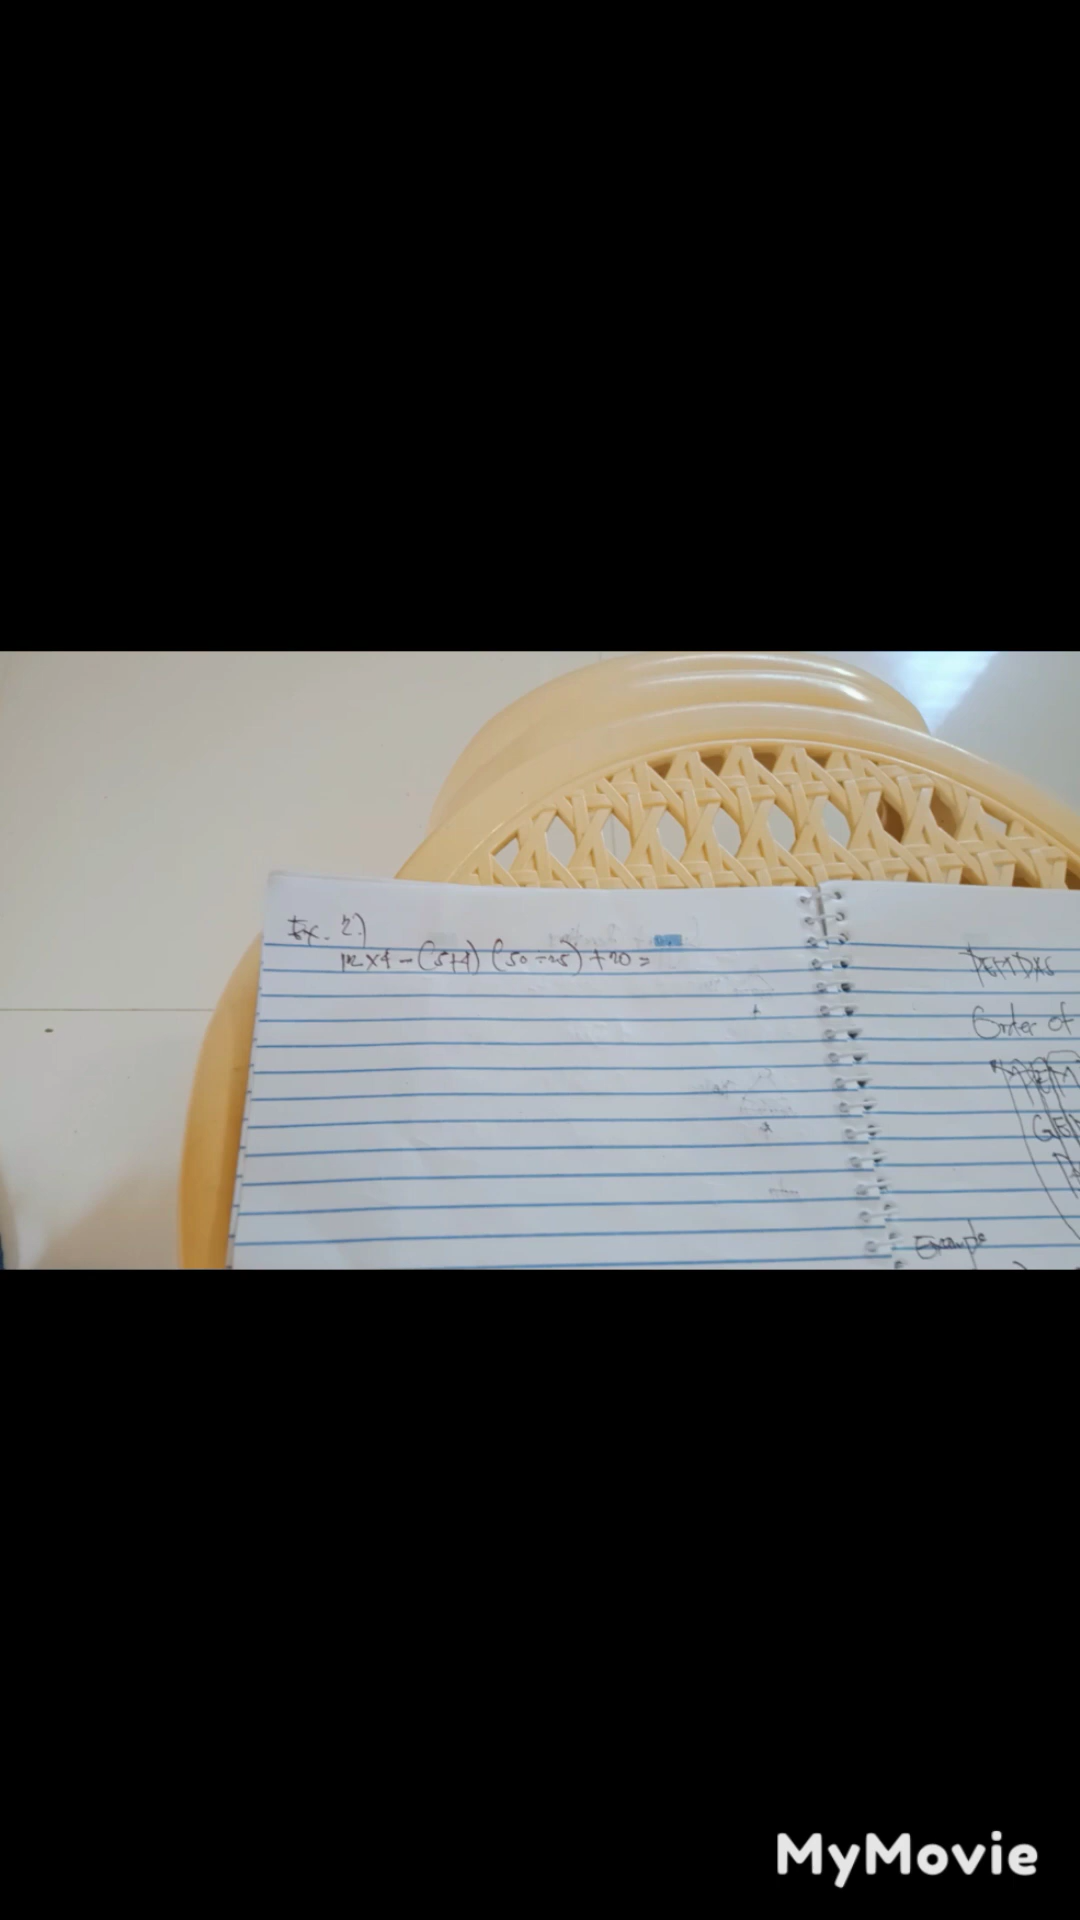 Ex. 2.)
12×4-(5+4) (50÷25)+20=
PEMDAS
Order of
Example
MyMovie